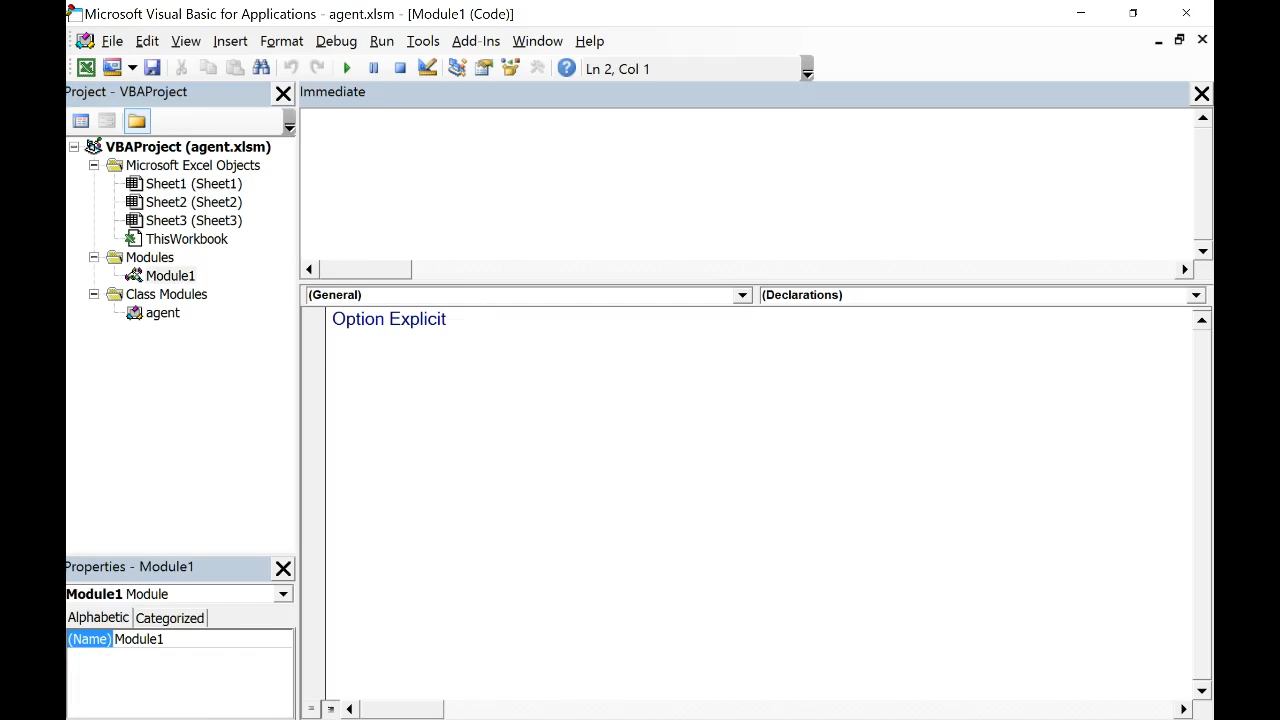 Microsoft Visual Basic for Applications - agent.xlsm - [Module1 (Code)]
File Edit View Insert Format Debug Run Tools Add-Ins Window Help
Ln 2, Col 1
Project - VBAProject
Immediate
VBAProject (agent.xlsm)
Microsoft Excel Objects
Sheet1 (Sheet1)
Sheet2 (Sheet2)
Sheet3 (Sheet3)
ThisWorkbook
Modules
Module1
Class Modules
agent
(General)
(Declarations)
Option Explicit
Properties - Module1
Module1 Module
Alphabetic Categorized
(Name) Module1